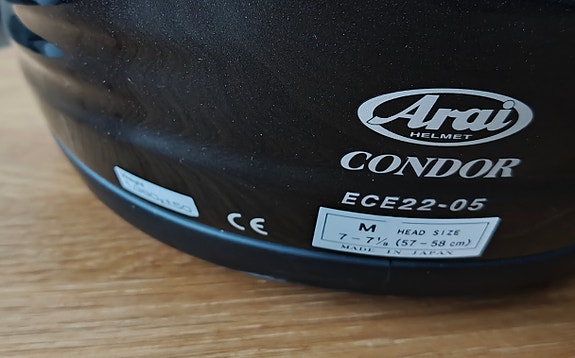 Arai
HELMET
CONDOR
ECE22-05
CE
M HEAD SIZE
7 - 7 1/8 (57 - 58 cm)
MADE IN JAPAN